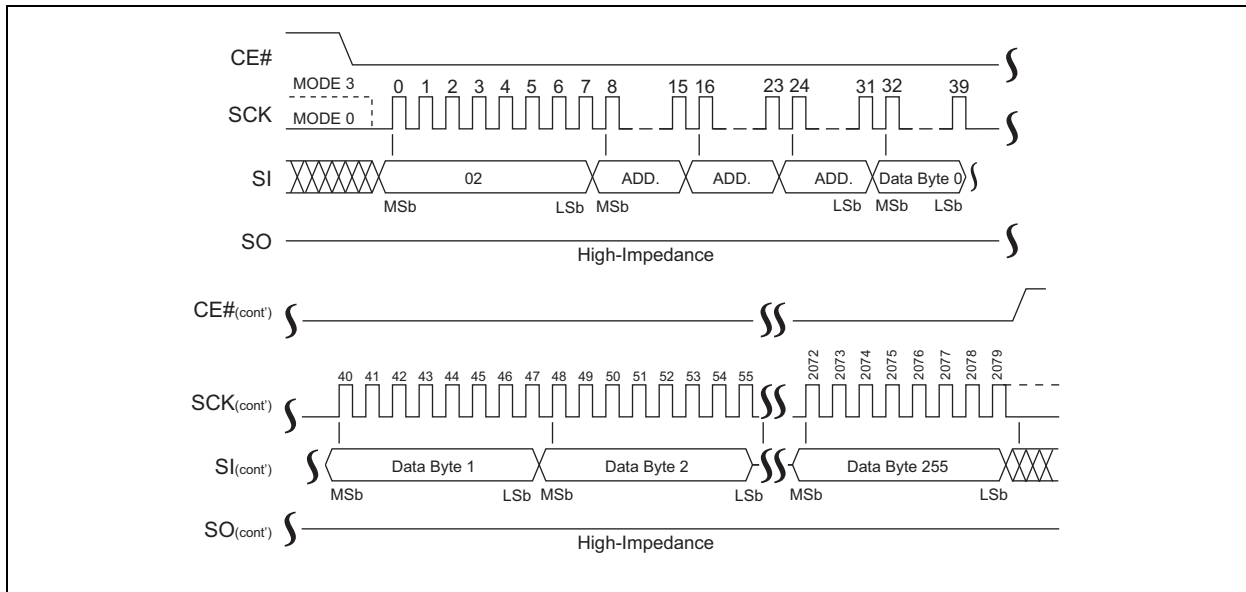 CE#
MODE 3
0 1 2 3 4 5 6 7 8 15 16 23 24 31 32 39
SCK
MODE 0
SI
02 ADD. ADD. ADD. Data Byte 0
MSb LSb MSb LSb MSb LSb
SO
High-Impedance
CE#(cont')
40 41 42 43 44 45 46 47 48 49 50 51 52 53 54 55 2072 2073 2074 2075 2076 2077 2078 2079
SCK(cont')
SI(cont')
Data Byte 1 Data Byte 2 Data Byte 255
MSb LSb MSb LSb MSb LSb
SO(cont')
High-Impedance